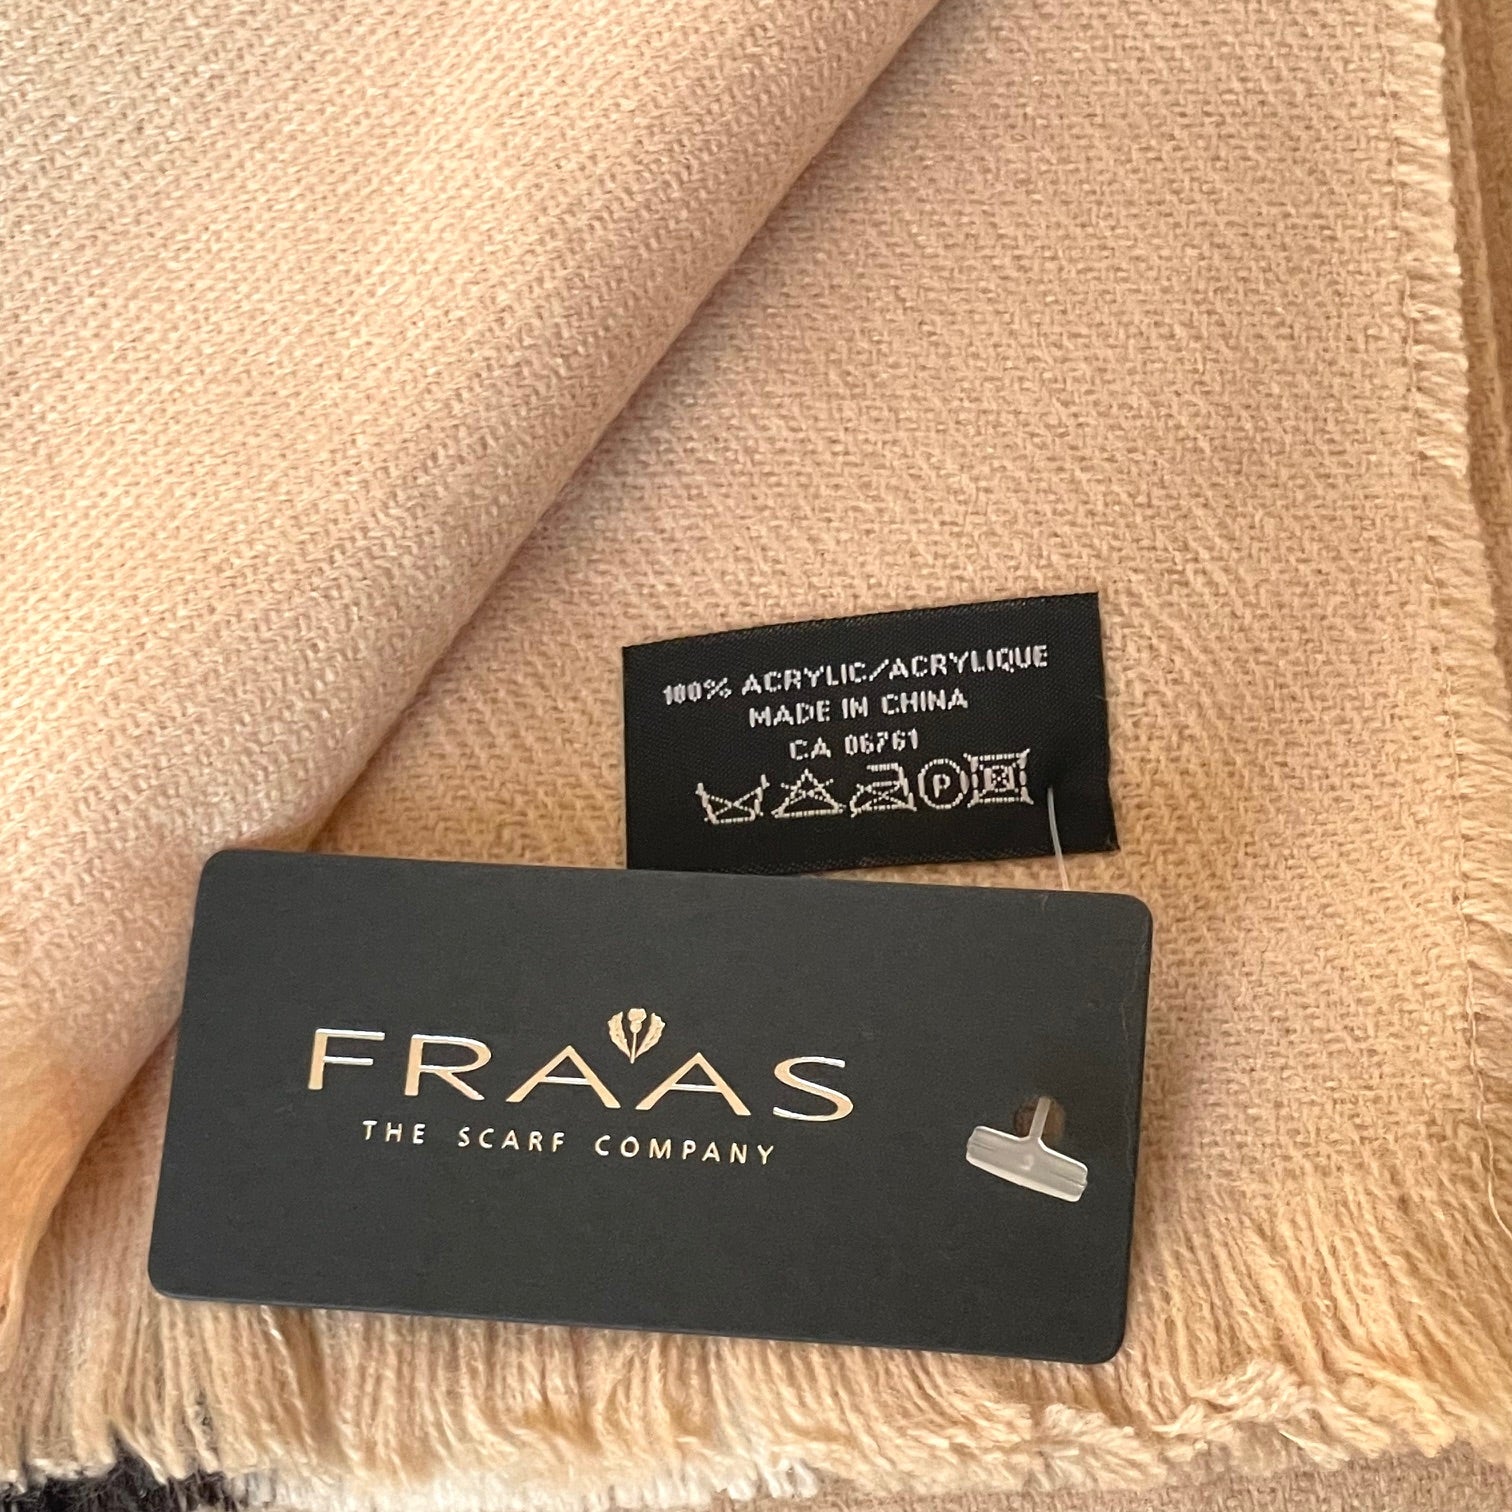 100% ACRYLIC/ACRYLIQUE
MADE IN CHINA
CA 06761
P
FRAAS
THE SCARF COMPANY